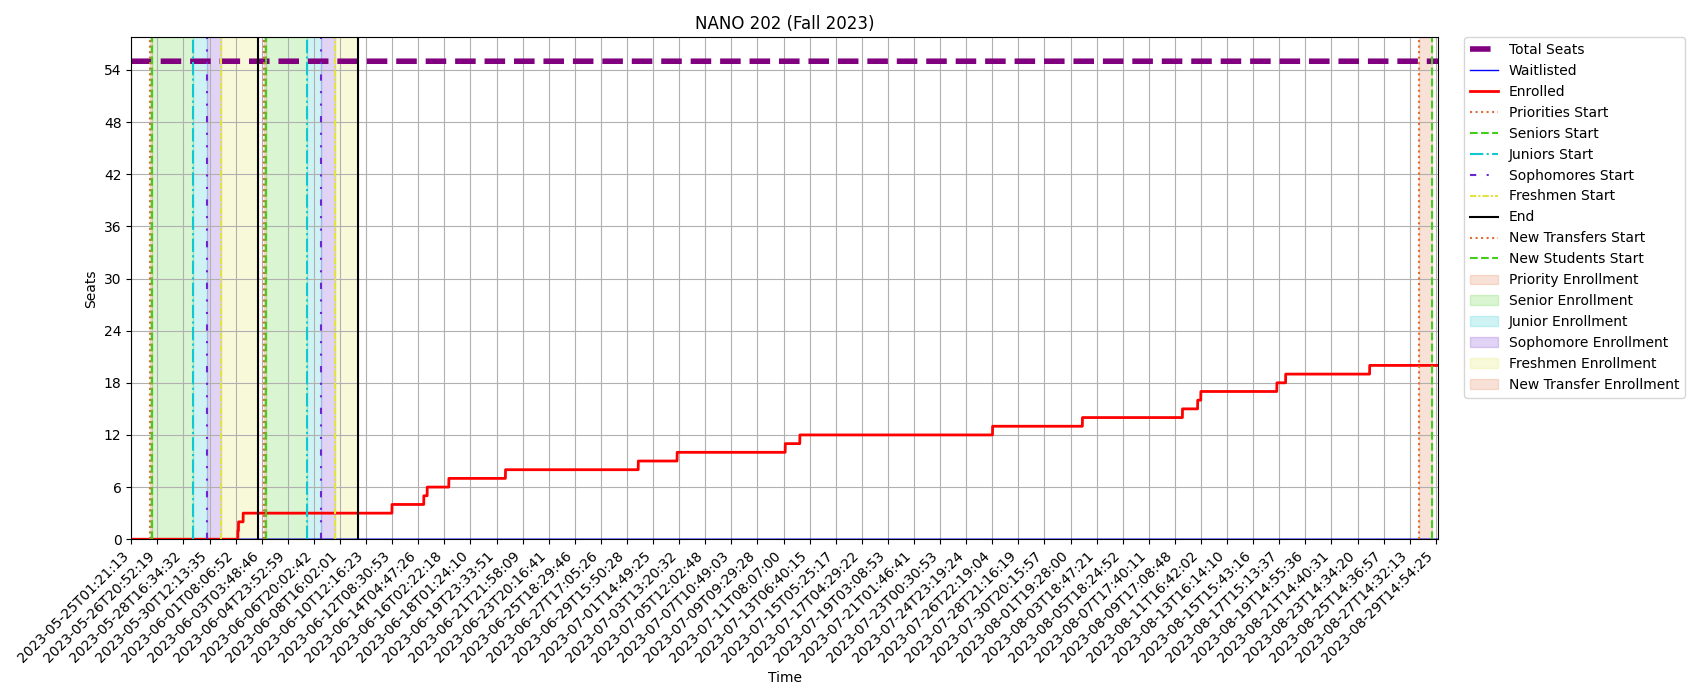 NANO 202 (Fall 2023)
Seats
54
48
42
36
30
24
18
12
6
0
2023-05-25T01:21:13
2023-05-26T20:52:19
2023-05-28T16:34:32
2023-05-30T12:13:35
2023-06-01T08:06:52
2023-06-03T03:48:46
2023-06-04T23:52:59
2023-06-06T20:02:42
2023-06-08T16:02:01
2023-06-10T12:16:23
2023-06-12T08:30:53
2023-06-14T04:47:26
2023-06-16T02:22:18
2023-06-18T01:24:10
2023-06-19T23:33:51
2023-06-21T21:58:09
2023-06-23T20:16:41
2023-06-25T18:29:46
2023-06-27T17:05:26
2023-06-29T15:50:28
2023-07-01T14:49:25
2023-07-03T13:20:32
2023-07-05T12:02:48
2023-07-07T10:49:03
2023-07-09T09:29:28
2023-07-11T08:07:00
2023-07-13T06:40:15
2023-07-15T05:25:17
2023-07-17T04:29:22
2023-07-19T03:08:53
2023-07-21T01:46:41
2023-07-23T00:30:53
2023-07-24T23:19:24
2023-07-26T22:19:04
2023-07-28T21:16:19
2023-07-30T20:15:57
2023-08-01T19:28:00
2023-08-03T18:47:21
2023-08-05T18:24:52
2023-08-07T17:40:11
2023-08-09T17:08:48
2023-08-11T16:42:02
2023-08-13T16:14:10
2023-08-15T15:43:16
2023-08-17T15:13:37
2023-08-19T14:55:36
2023-08-21T14:40:31
2023-08-23T14:34:20
2023-08-25T14:36:57
2023-08-27T14:32:13
2023-08-29T14:54:25
Time
Total Seats
Waitlisted
Enrolled
Priorities Start
Seniors Start
Juniors Start
Sophomores Start
Freshmen Start
End
New Transfers Start
New Students Start
Priority Enrollment
Senior Enrollment
Junior Enrollment
Sophomore Enrollment
Freshmen Enrollment
New Transfer Enrollment